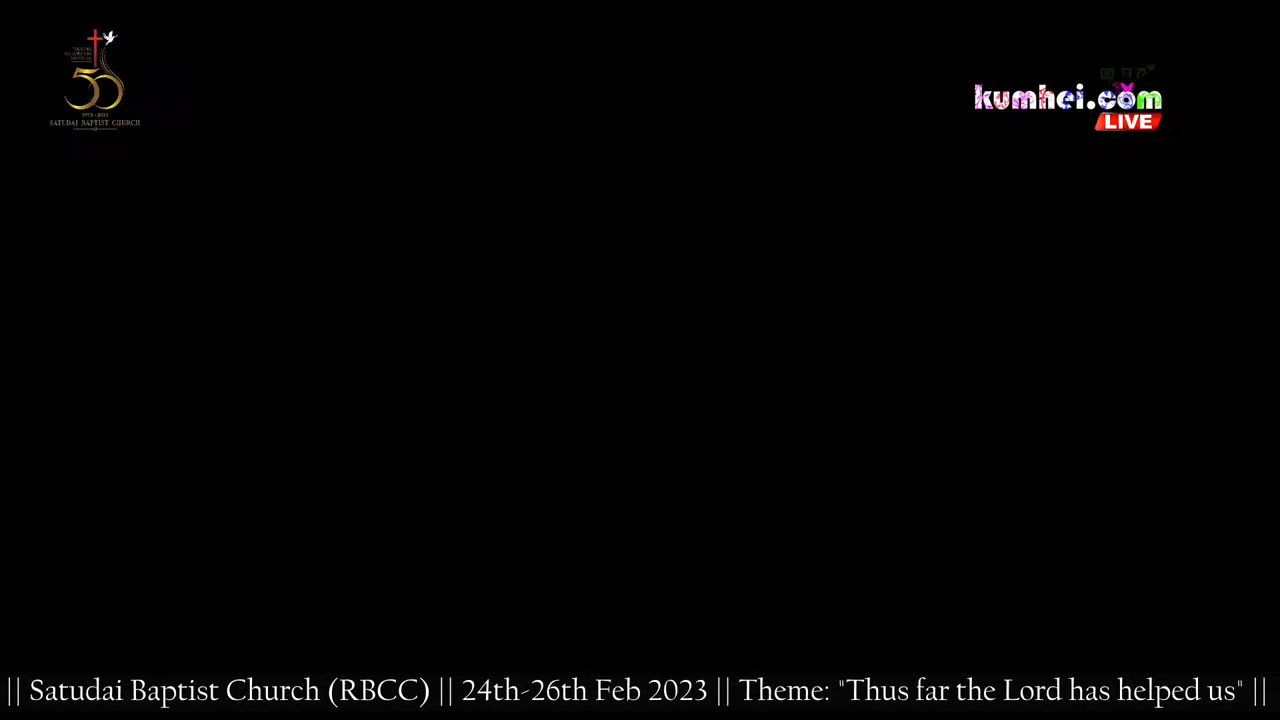 50
SATUDAI BAPTIST CHURCH
kumhei.com
LIVE
|| Satudai Baptist Church (RBCC) || 24th-26th Feb 2023 || Theme: "Thus far the Lord has helped us" ||